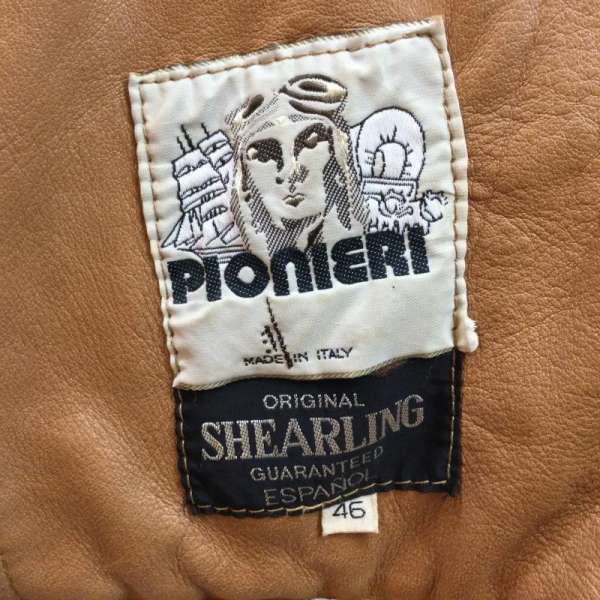 PIONIERI
MADE IN ITALY
ORIGINAL
SHEARLING
GUARANTEED
ESPAÑOL
46